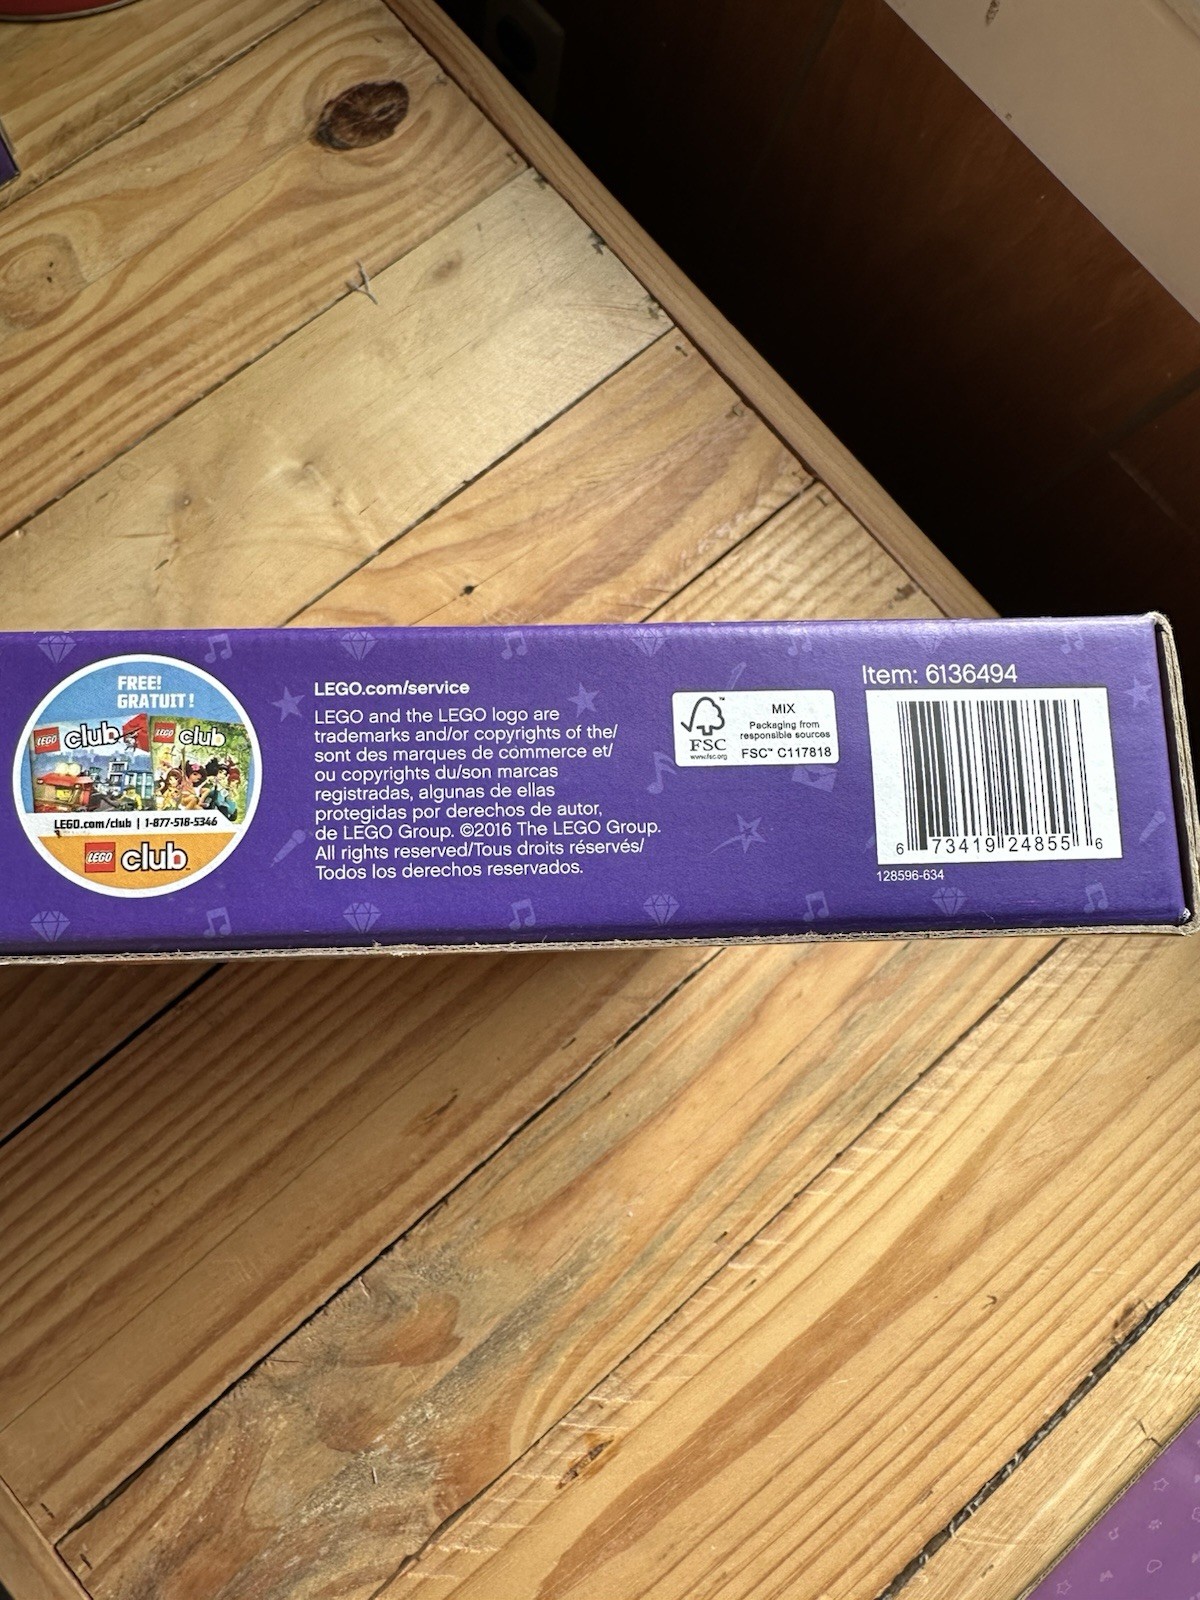 FREE!
GRATUIT!
LEGO club
LEGO club
LEGO.com/club | 1-877-518-5346
LEGO club
LEGO.com/service
LEGO and the LEGO logo are
trademarks and/or copyrights of the/
sont des marques de commerce et/
ou copyrights du/son marcas
registradas, algunas de ellas
protegidas por derechos de autor,
de LEGO Group. ©2016 The LEGO Group.
All rights reserved/Tous droits réservés/
Todos los derechos reservados.
FSC
www.fsc.org
MIX
Packaging from
responsible sources
FSC™ C117818
Item: 6136494
6 73419 24855 6
128596-634